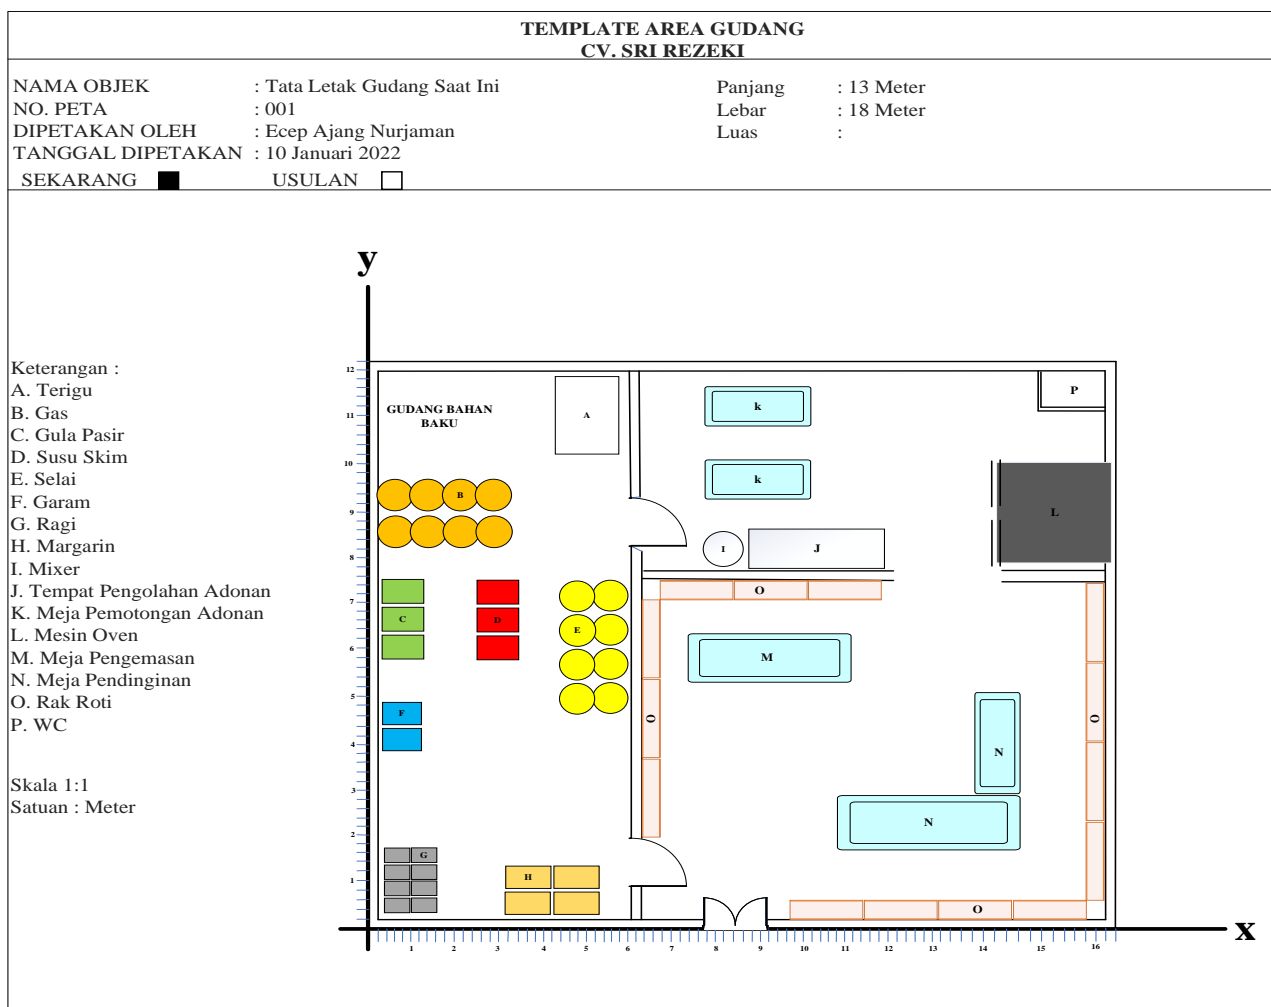 TEMPLATE AREA GUDANG
CV. SRI REZEKI
NAMA OBJEK : Tata Letak Gudang Saat Ini
NO. PETA : 001
DIPETAKAN OLEH : Ecep Ajang Nurjaman
TANGGAL DIPETAKAN : 10 Januari 2022
SEKARANG USULAN
Panjang : 13 Meter
Lebar : 18 Meter
Luas :
Keterangan :
A. Terigu
B. Gas
C. Gula Pasir
D. Susu Skim
E. Selai
F. Garam
G. Ragi
H. Margarin
I. Mixer
J. Tempat Pengolahan Adonan
K. Meja Pemotongan Adonan
L. Mesin Oven
M. Meja Pengemasan
N. Meja Pendinginan
O. Rak Roti
P. WC
Skala 1:1
Satuan : Meter
y
12
11
10
9
8
7
6
5
4
3
2
1
GUDANG BAHAN
BAKU
A
B
C
D
E
F
G
H
k
k
P
L
I
J
O
M
O
O
N
N
O
x
1 2 3 4 5 6 7 8 9 10 11 12 13 14 15 16